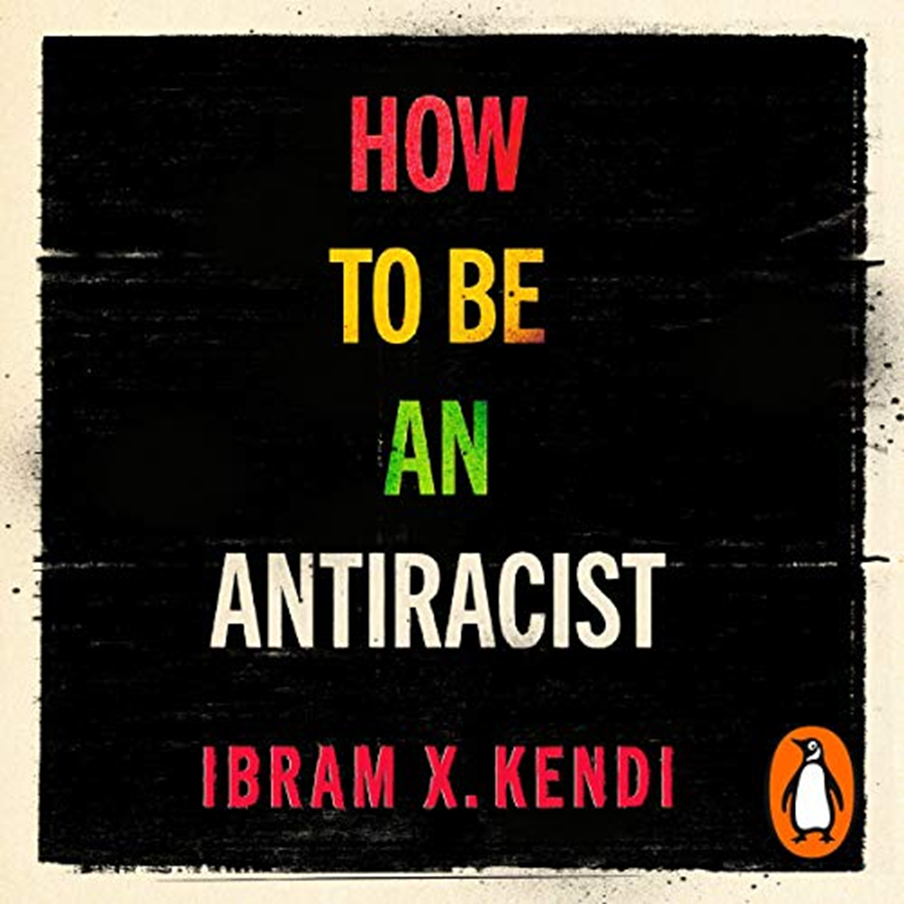 HOW
TO BE
AN
ANTIRACIST
IBRAM X. KENDI